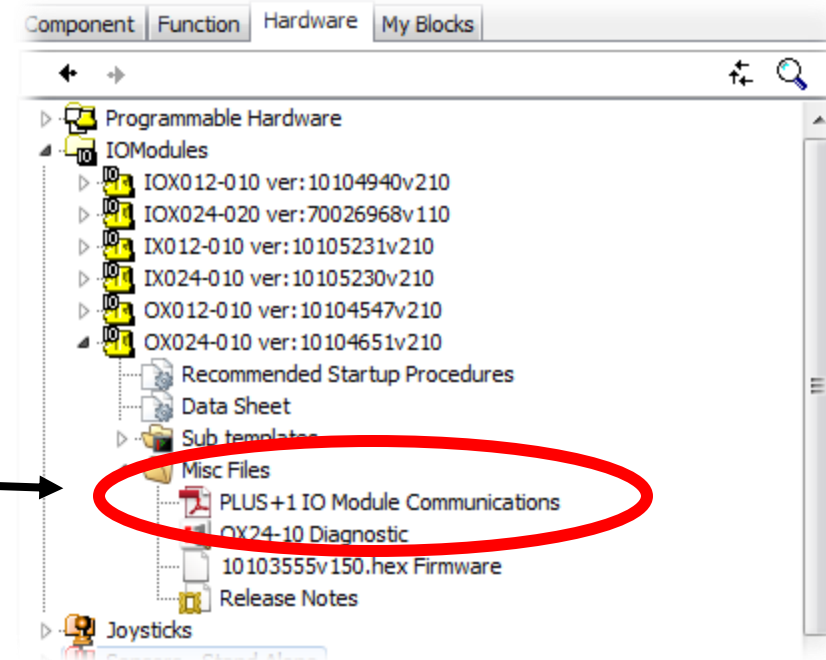 Component Function Hardware My Blocks
Programmable Hardware
IOModules
IOX012-010 ver:10104940v210
IOX024-020 ver:70026968v110
IX012-010 ver:10105231v210
IX024-010 ver:10105230v210
OX012-010 ver:10104547v210
OX024-010 ver:10104651v210
Recommended Startup Procedures
Data Sheet
Sub templates
Misc Files
PLUS+1 IO Module Communications
OX24-10 Diagnostic
10103555v150.hex Firmware
Release Notes
Joysticks